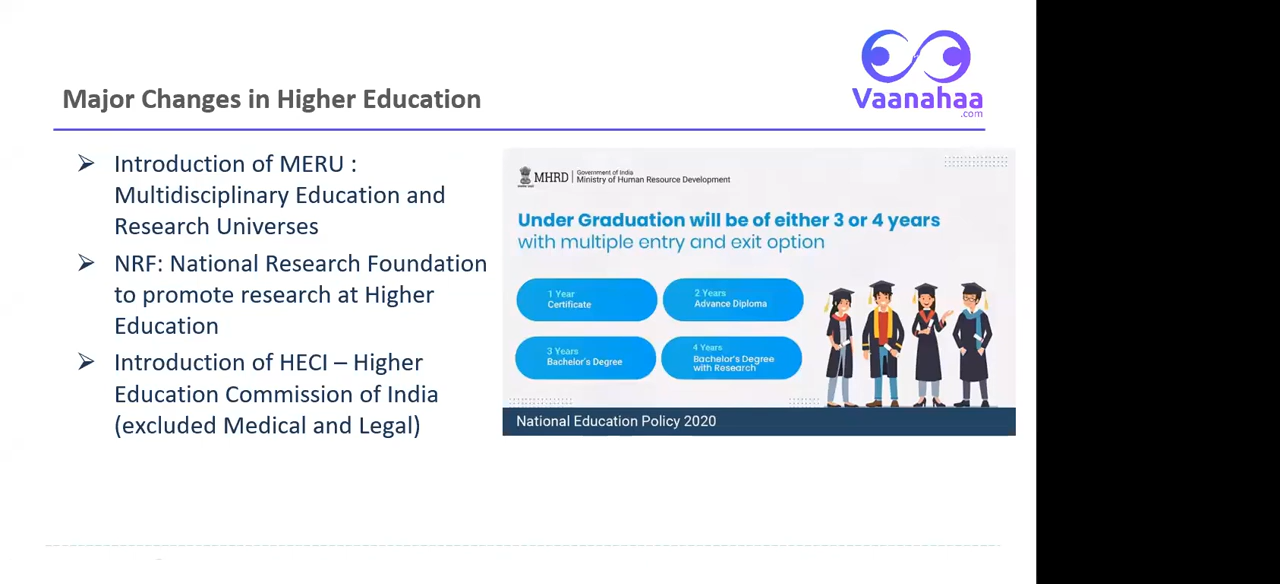 Vaanahaa
.com
Major Changes in Higher Education
➢ Introduction of MERU :
Multidisciplinary Education and
Research Universes
➢ NRF: National Research Foundation
to promote research at Higher
Education
➢ Introduction of HECI – Higher
Education Commission of India
(excluded Medical and Legal)
MHRD
Government of India
Ministry of Human Resource Development
Under Graduation will be of either 3 or 4 years
with multiple entry and exit option
1 Year
Certificate
2 Years
Advance Diploma
3 Years
Bachelor's Degree
4 Years
Bachelor's Degree
with Research
National Education Policy 2020